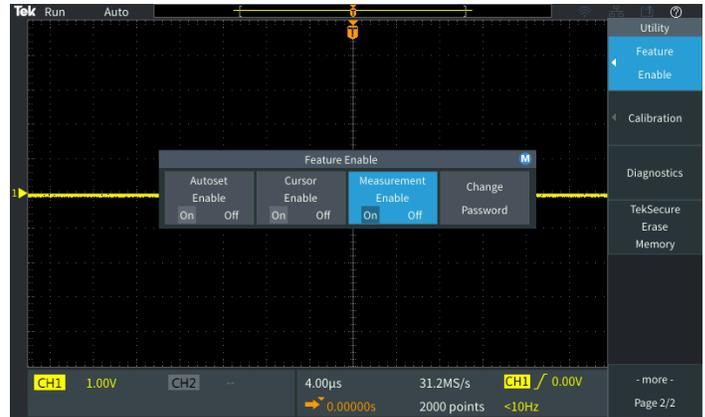 Tek Run Auto
T
T
Utility
Feature
Enable
Calibration
Diagnostics
TekSecure
Erase
Memory
1
Feature Enable M
Autoset
Enable
On Off
Cursor
Enable
On Off
Measurement
Enable
On Off
Change
Password
CH1 1.00V CH2 --
4.00µs 31.2MS/s CH1 0.00V
0.00000s 2000 points <10Hz
- more -
Page 2/2